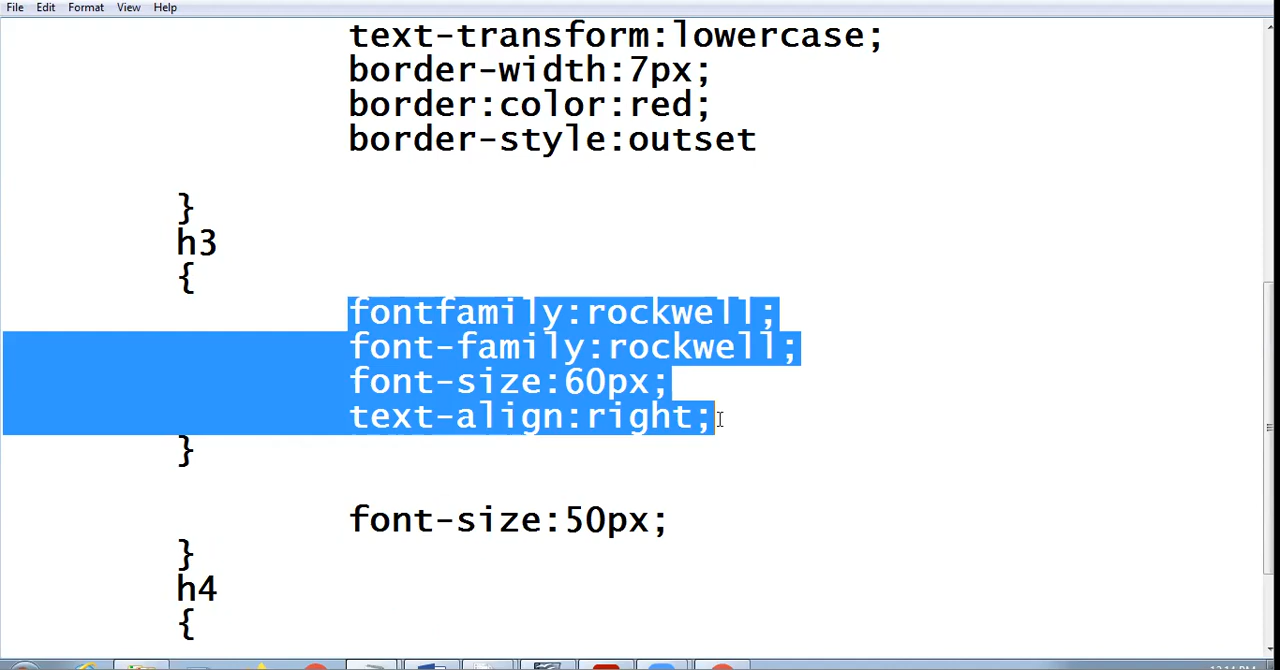 File Edit Format View Help
text-transform:lowercase;
border-width:7px;
border:color:red;
border-style:outset
}
h3
{
fontfamily:rockwell;
font-family:rockwell;
font-size:60px;
text-align:right;
}
font-size:50px;
}
h4
{